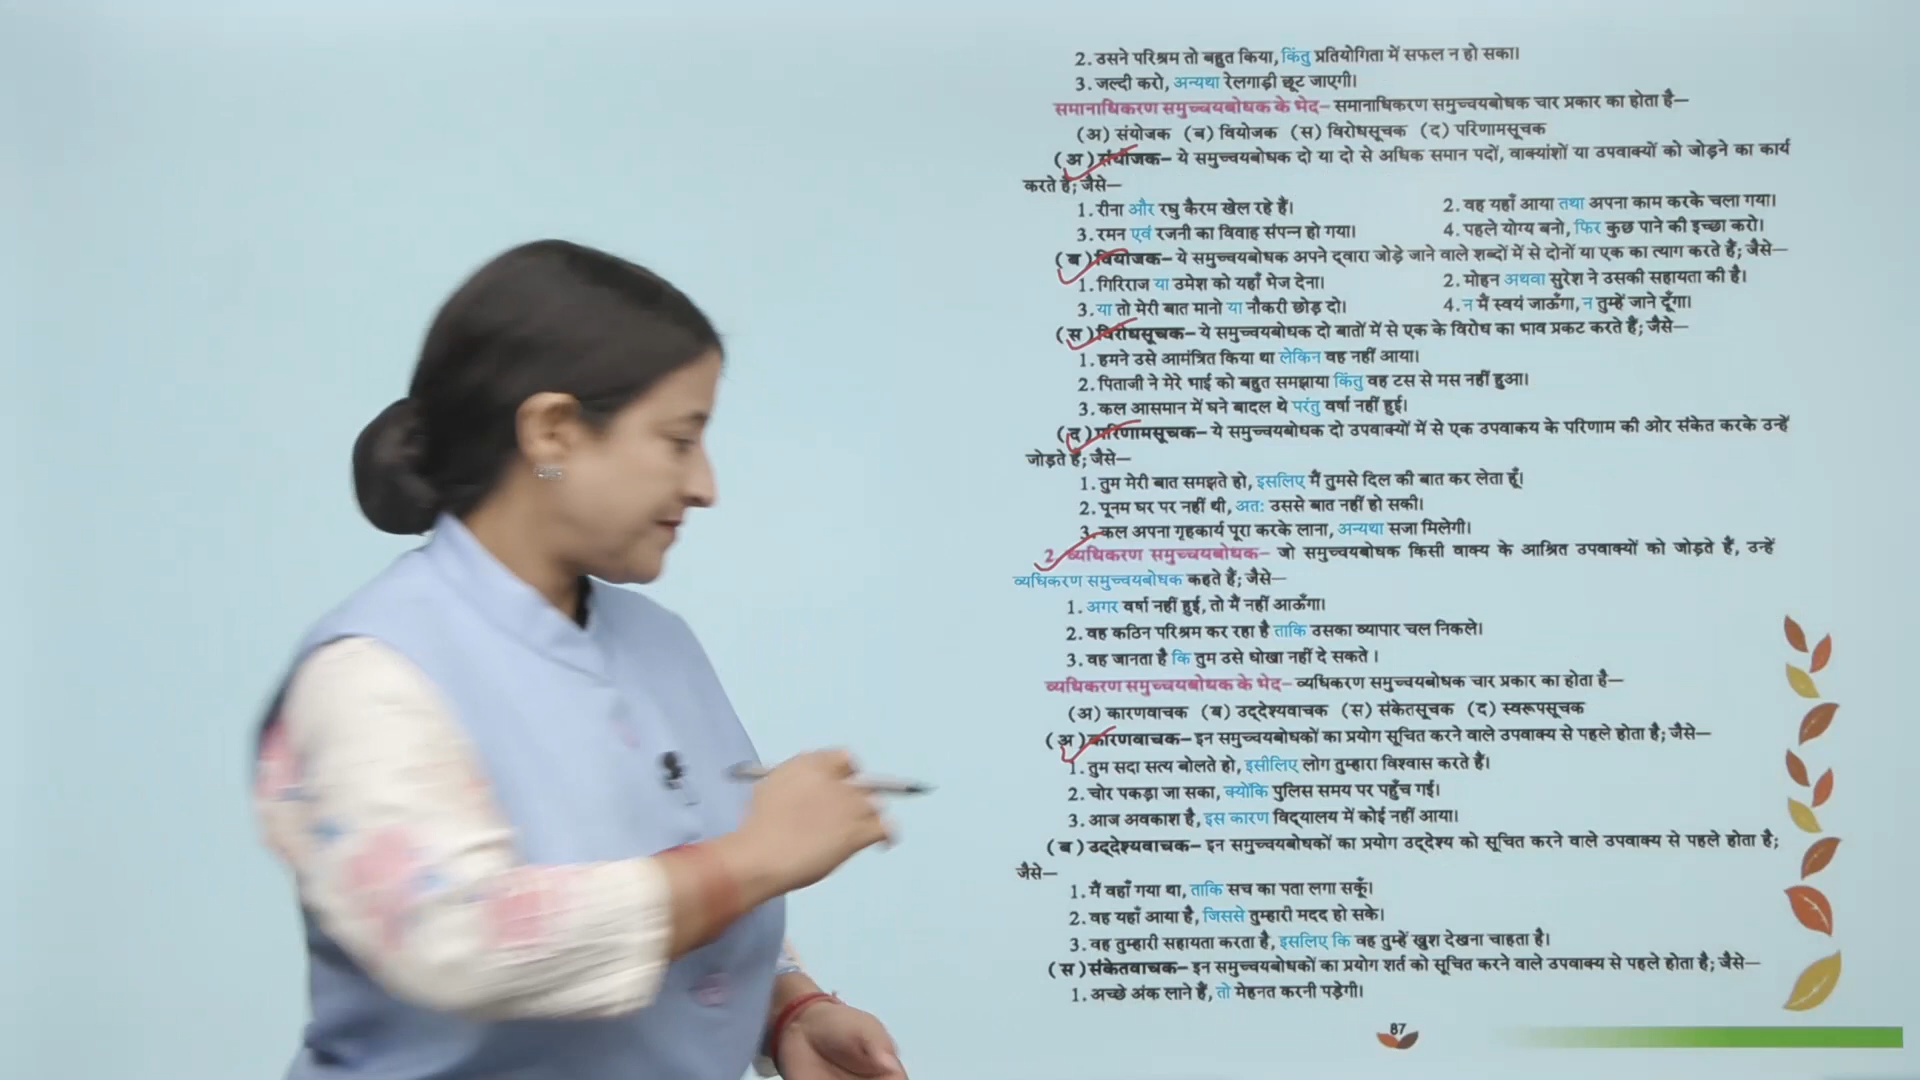 2. उसने परिश्रम तो बहुत किया, किंतु प्रतियोगिता में सफल न हो सका।
3. जल्दी करो, अन्यथा रेलगाड़ी छूट जाएगी।
समानाधिकरण समुच्चयबोधक के भेद– समानाधिकरण समुच्चयबोधक चार प्रकार का होता है—
(अ) संयोजक (ब) वियोजक (स) विरोधसूचक (द) परिणामसूचक
(अ) संयोजक– ये समुच्चयबोधक दो या दो से अधिक समान पदों, वाक्यांशों या उपवाक्यों को जोड़ने का कार्य
करते हैं; जैसे—
1. रीना और रघु कैरम खेल रहे हैं। 2. वह यहाँ आया तथा अपना काम करके चला गया।
3. रमन एवं रजनी का विवाह संपन्न हो गया। 4. पहले योग्य बनो, फिर कुछ पाने की इच्छा करो।
(ब) वियोजक– ये समुच्चयबोधक अपने द्वारा जोड़े जाने वाले शब्दों में से दोनों या एक का त्याग करते हैं; जैसे—
1. गिरिराज या उमेश को यहाँ भेज देना। 2. मोहन अथवा सुरेश ने उसकी सहायता की है।
3. या तो मेरी बात मानो या नौकरी छोड़ दो। 4. न मैं स्वयं जाऊँगा, न तुम्हें जाने दूँगा।
(स) विरोधसूचक– ये समुच्चयबोधक दो बातों में से एक के विरोध का भाव प्रकट करते हैं; जैसे—
1. हमने उसे आमंत्रित किया था लेकिन वह नहीं आया।
2. पिताजी ने मेरे भाई को बहुत समझाया किंतु वह टस से मस नहीं हुआ।
3. कल आसमान में घने बादल थे परंतु वर्षा नहीं हुई।
(द) परिणामसूचक– ये समुच्चयबोधक दो उपवाक्यों में से एक उपवाकय के परिणाम की ओर संकेत करके उन्हें
जोड़ते हैं; जैसे—
1. तुम मेरी बात समझते हो, इसलिए मैं तुमसे दिल की बात कर लेता हूँ।
2. पूनम घर पर नहीं थी, अत: उससे बात नहीं हो सकी।
3. कल अपना गृहकार्य पूरा करके लाना, अन्यथा सजा मिलेगी।
2. व्यधिकरण समुच्चयबोधक– जो समुच्चयबोधक किसी वाक्य के आश्रित उपवाक्यों को जोड़ते हैं, उन्हें
व्यधिकरण समुच्चयबोधक कहते हैं; जैसे—
1. अगर वर्षा नहीं हुई, तो मैं नहीं आऊँगा।
2. वह कठिन परिश्रम कर रहा है ताकि उसका व्यापार चल निकले।
3. वह जानता है कि तुम उसे धोखा नहीं दे सकते ।
व्यधिकरण समुच्चयबोधक के भेद– व्यधिकरण समुच्चयबोधक चार प्रकार का होता है—
(अ) कारणवाचक (ब) उद्देश्यवाचक (स) संकेतसूचक (द) स्वरूपसूचक
(अ) कारणवाचक– इन समुच्चयबोधकों का प्रयोग सूचित करने वाले उपवाक्य से पहले होता है; जैसे—
1. तुम सदा सत्य बोलते हो, इसीलिए लोग तुम्हारा विश्वास करते हैं।
2. चोर पकड़ा जा सका, क्योंकि पुलिस समय पर पहुँच गई।
3. आज अवकाश है, इस कारण विद्यालय में कोई नहीं आया।
(ब) उद्देश्यवाचक– इन समुच्चयबोधकों का प्रयोग उद्देश्य को सूचित करने वाले उपवाक्य से पहले होता है;
जैसे—
1. मैं वहाँ गया था, ताकि सच का पता लगा सकूँ।
2. वह यहाँ आया है, जिससे तुम्हारी मदद हो सके।
3. वह तुम्हारी सहायता करता है, इसलिए कि वह तुम्हें खुश देखना चाहता है।
(स) संकेतवाचक– इन समुच्चयबोधकों का प्रयोग शर्त को सूचित करने वाले उपवाक्य से पहले होता है; जैसे—
1. अच्छे अंक लाने हैं, तो मेहनत करनी पड़ेगी।
87